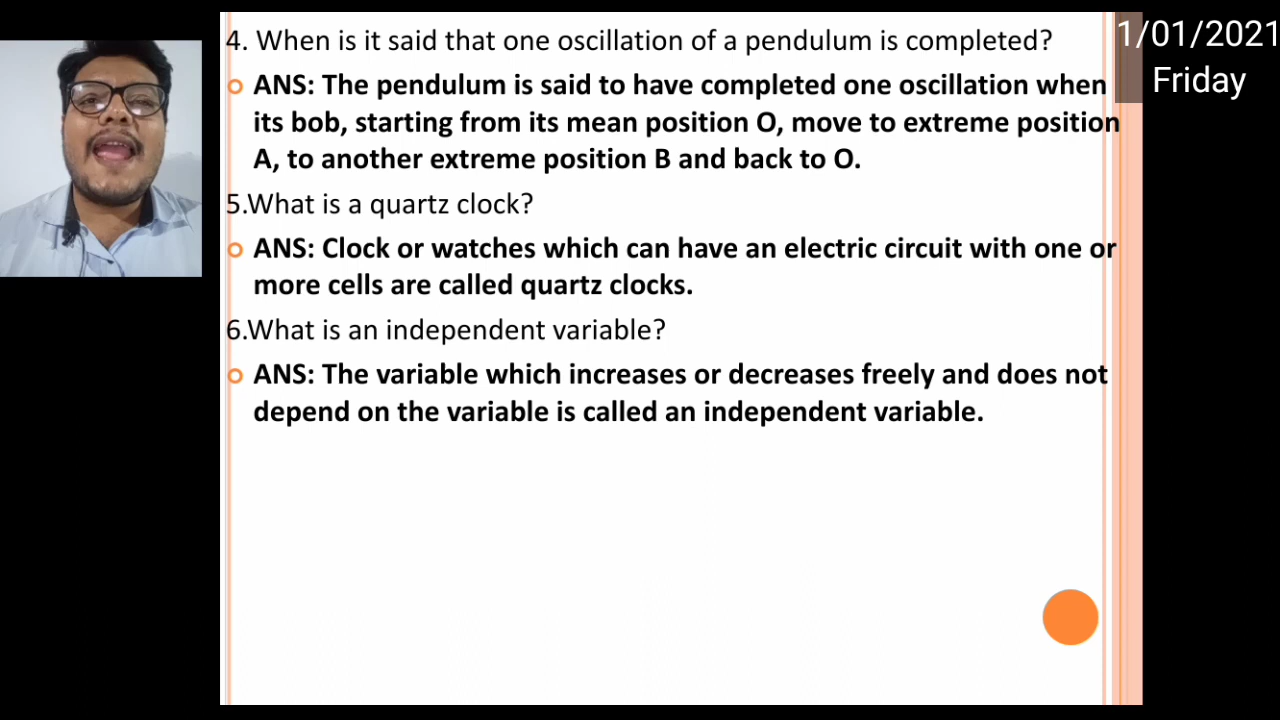 4. When is it said that one oscillation of a pendulum is completed?
ANS: The pendulum is said to have completed one oscillation when
its bob, starting from its mean position O, move to extreme position
A, to another extreme position B and back to O.
5.What is a quartz clock?
ANS: Clock or watches which can have an electric circuit with one or
more cells are called quartz clocks.
6.What is an independent variable?
ANS: The variable which increases or decreases freely and does not
depend on the variable is called an independent variable.
1/01/2021
Friday